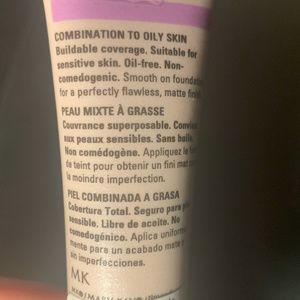 COMBINATION TO OILY SKIN
Buildable coverage. Suitable for
sensitive skin. Oil-free. Non-
comedogenic. Smooth on foundation
for a perfectly flawless, matte finish
PEAU MIXTE À GRASSE
Couvrance superposable. Convient
aux peaux sensibles. Sans huile.
Non comédogène. Appliquez le
de teint pour obtenir un fini mat
la moindre imperfection.
PIEL COMBINADA A GRASA
Cobertura Total. Seguro para
sensible. Libre de aceite. No
comedogénico. Aplica uniforme
mente para un acabado mate
sin imperfecciones.
MK